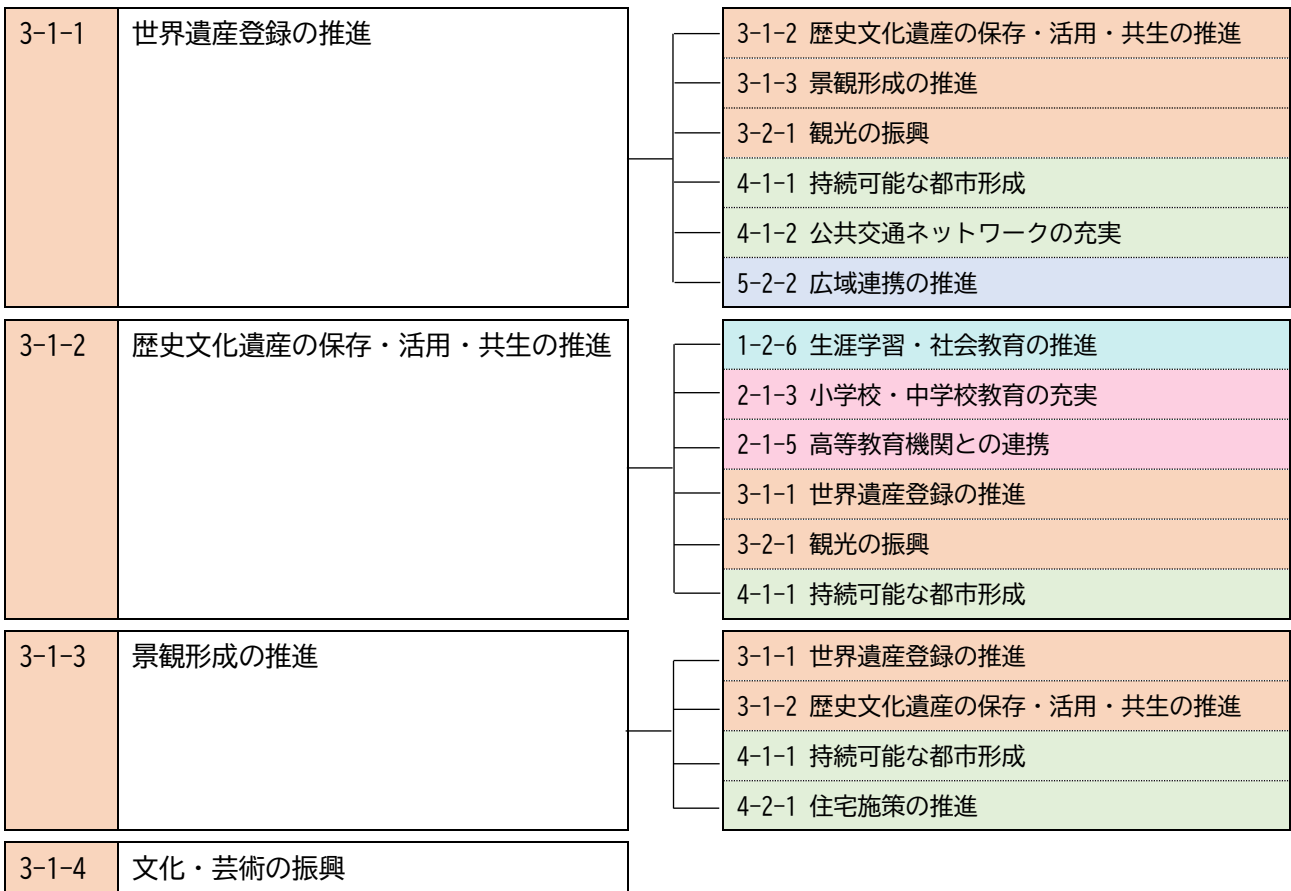 3-1-1 世界遺産登録の推進
3-1-2 歴史文化遺産の保存・活用・共生の推進
3-1-3 景観形成の推進
3-2-1 観光の振興
4-1-1 持続可能な都市形成
4-1-2 公共交通ネットワークの充実
5-2-2 広域連携の推進
3-1-2 歴史文化遺産の保存・活用・共生の推進
1-2-6 生涯学習・社会教育の推進
2-1-3 小学校・中学校教育の充実
2-1-5 高等教育機関との連携
3-1-1 世界遺産登録の推進
3-2-1 観光の振興
4-1-1 持続可能な都市形成
3-1-3 景観形成の推進
3-1-1 世界遺産登録の推進
3-1-2 歴史文化遺産の保存・活用・共生の推進
4-1-1 持続可能な都市形成
4-2-1 住宅施策の推進
3-1-4 文化・芸術の振興